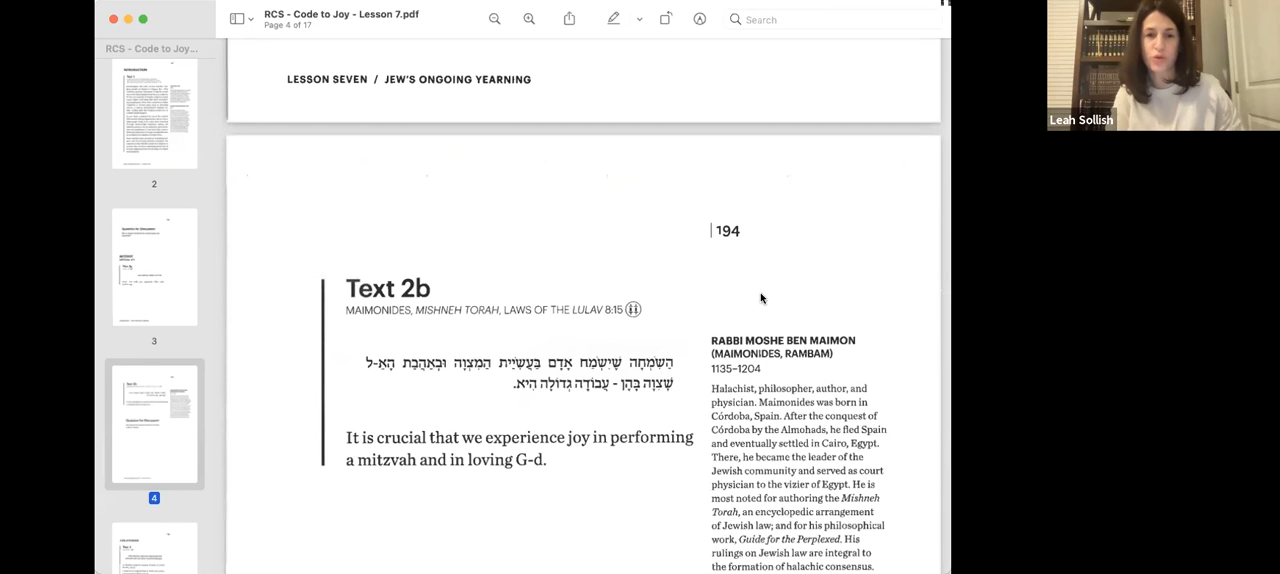 RCS - Code to Joy - Lesson 7.pdf
Page 4 of 17
Search
RCS - Code to Joy...
2
3
4
LESSON SEVEN / JEW'S ONGOING YEARNING
194
Text 2b
MAIMONIDES, MISHNEH TORAH, LAWS OF THE LULAV 8:15
הַשִּׂמְחָה שֶׁיִּשְׂמַח אָדָם בַּעֲשִׂיַּית הַמִּצְוָה וּבְאַהֲבַת הָאֵ-ל
שֶׁצִּוָּה בָּהֶן - עֲבוֹדָה גְּדוֹלָה הִיא.
It is crucial that we experience joy in performing
a mitzvah and in loving G-d.
RABBI MOSHE BEN MAIMON
(MAIMONIDES, RAMBAM)
1135–1204
Halachist, philosopher, author, and
physician. Maimonides was born in
Córdoba, Spain. After the conquest of
Córdoba by the Almohads, he fled Spain
and eventually settled in Cairo, Egypt.
There, he became the leader of the
Jewish community and served as court
physician to the vizier of Egypt. He is
most noted for authoring the Mishneh
Torah, an encyclopedic arrangement
of Jewish law; and for his philosophical
work, Guide for the Perplexed. His
rulings on Jewish law are integral to
the formation of halachic consensus.
Leah Sollish